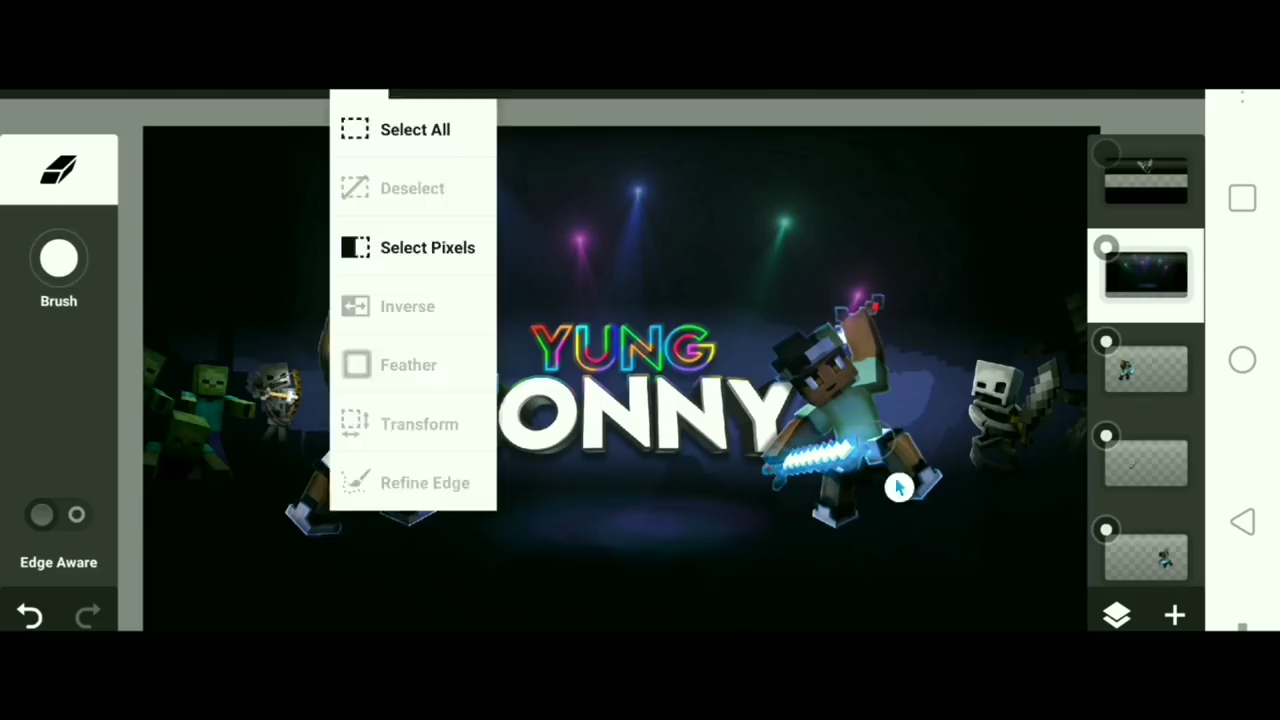 Select All
Deselect
Select Pixels
Inverse
Feather
Transform
Refine Edge
Brush
Edge Aware
YUNG
ONNY